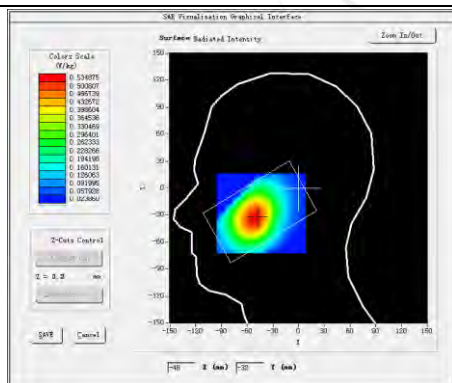 SAR Visualisation Graphical Interface
Surface Radiated Intensity
Zoom In/Out
Colors Scale
(W/kg)
0.534875
0.500807
0.466739
0.432672
0.398604
0.364536
0.330469
0.296401
0.262333
0.228266
0.194198
0.160131
0.126063
0.091995
0.057928
0.023860
150
120
90
60
30
0
-30
-60
-90
-120
-150
-150 -120 -90 -60 -30 0 30 60 90 120 150
Y
X
Z-Cuts Control
Z = mm
SAVE
Cancel
-48 X (mm) -32 Y (mm)